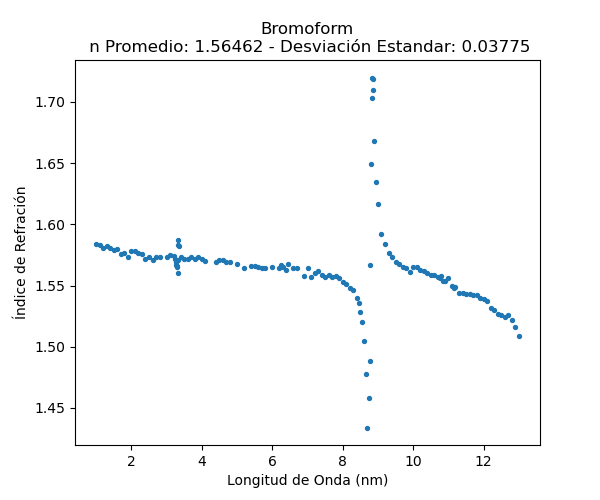 Bromoform
n Promedio: 1.56462 - Desviación Estandar: 0.03775
1.70
1.65
1.60
1.55
1.50
1.45
Índice de Refración
2 4 6 8 10 12
Longitud de Onda (nm)